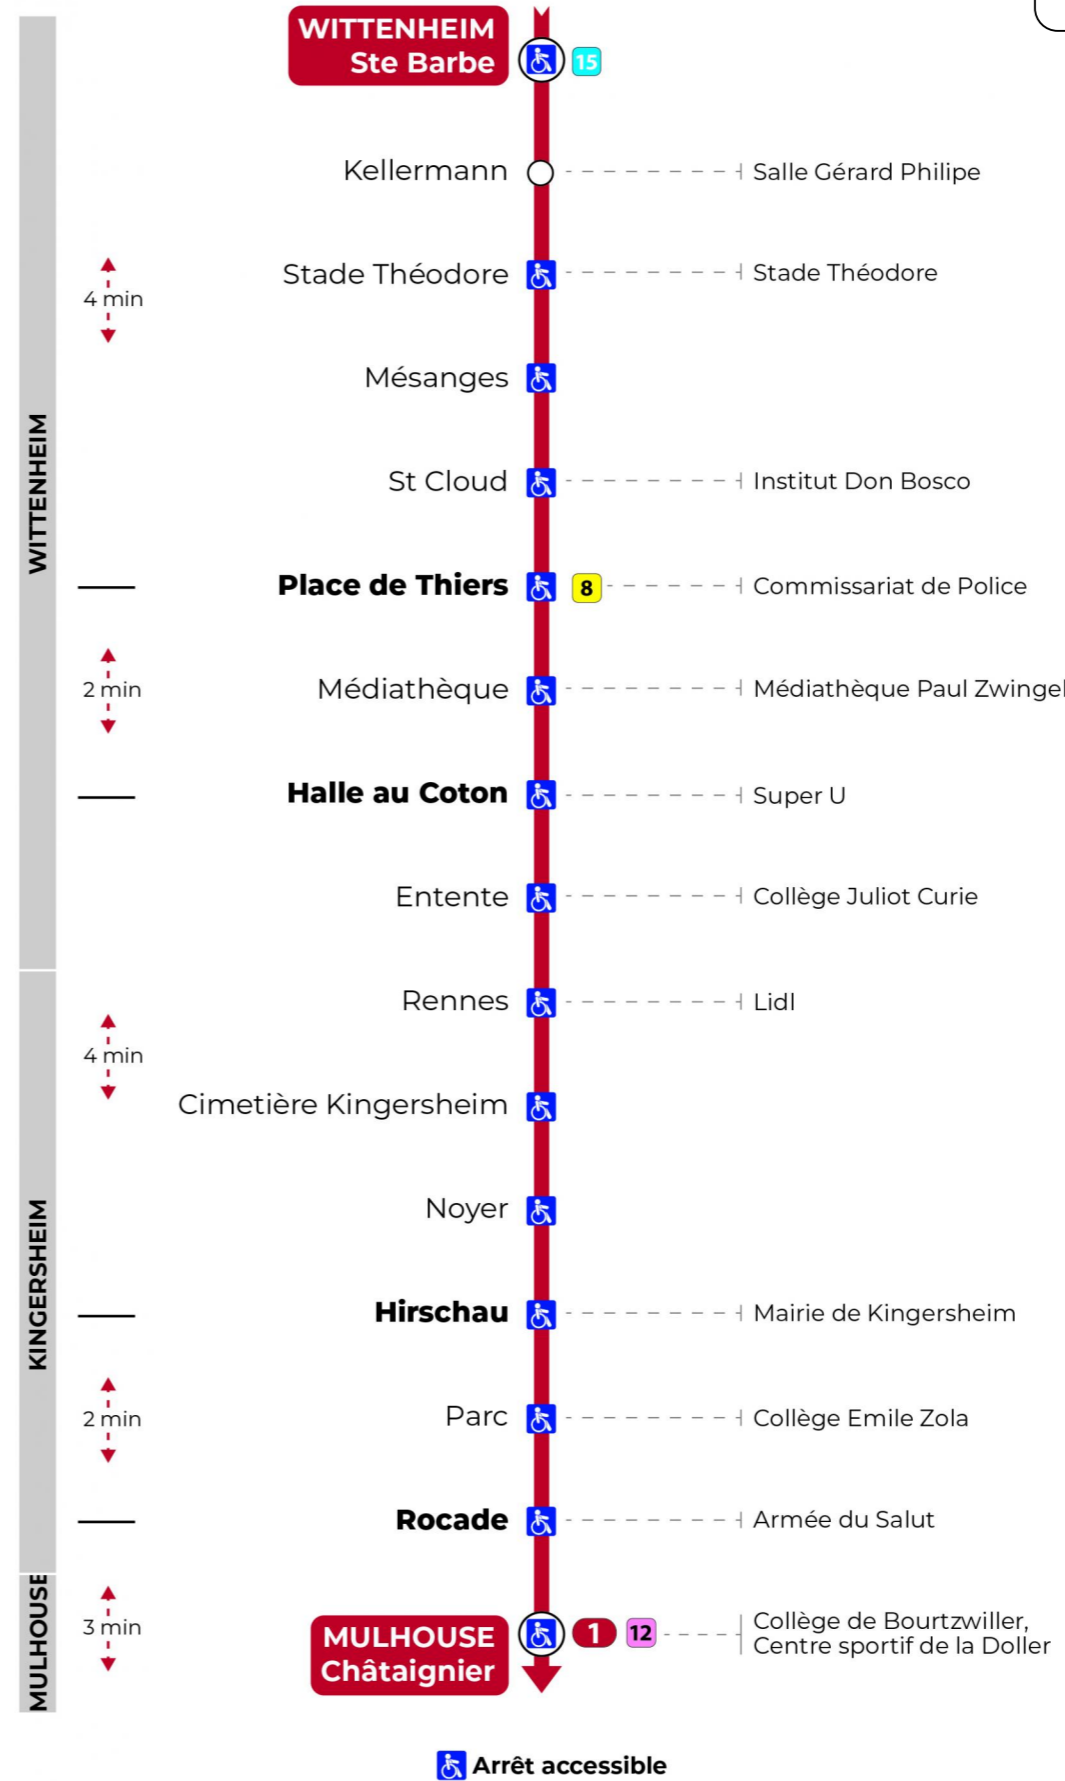 WITTENHEIM
Ste Barbe
15
Kellermann
Salle Gérard Philipe
Stade Théodore
Stade Théodore
4 min
Mésanges
St Cloud
Institut Don Bosco
WITTENHEIM
Place de Thiers
8
Commissariat de Police
2 min
Médiathèque
Médiathèque Paul Zwingel
Halle au Coton
Super U
Entente
Collège Juliot Curie
Rennes
Lidl
4 min
Cimetière Kingersheim
Noyer
KINGERSHEIM
Hirschau
Mairie de Kingersheim
2 min
Parc
Collège Emile Zola
Rocade
Armée du Salut
MULHOUSE
3 min
MULHOUSE
Châtaignier
1
12
Collège de Bourtzwiller,
Centre sportif de la Doller
Arrêt accessible